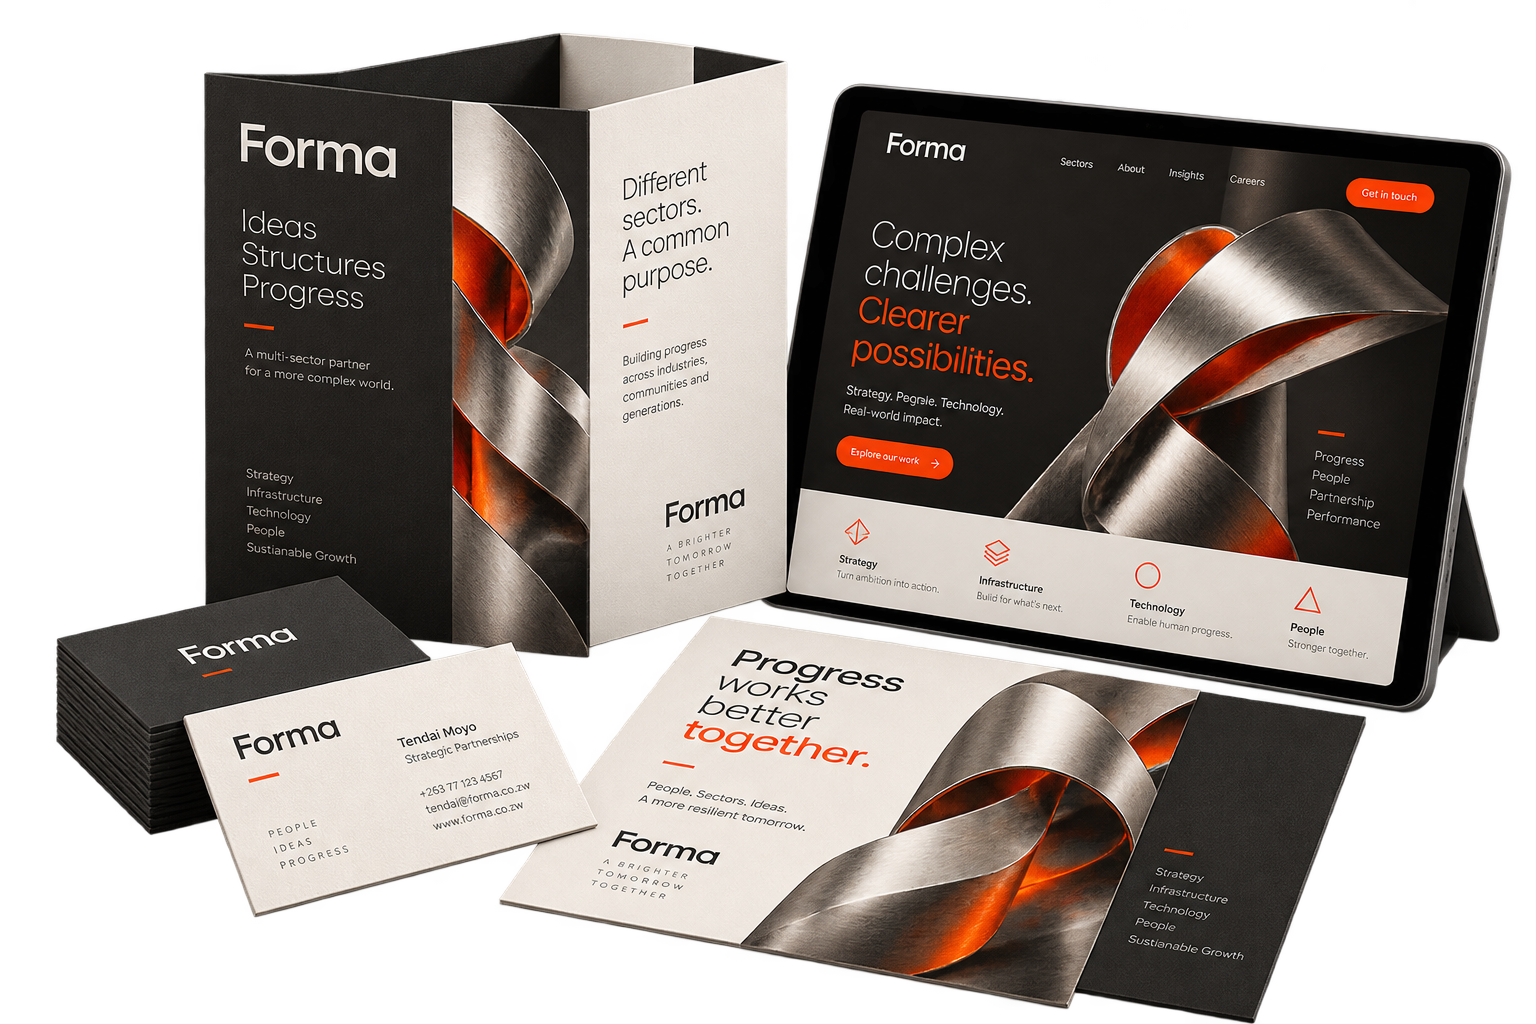 Forma
Ideas
Structures
Progress
A multi-sector partner
for a more complex world.
Strategy
Infrastructure
Technology
People
Sustianable Growth
Different
sectors.
A common
purpose.
Building progress
across industries,
communities and
generations.
Forma
A BRIGHTER
TOMORROW
TOGETHER
Forma
Sectors About Insights Careers
Get in touch
Complex
challenges.
Clearer
possibilities.
Strategy. Technology.
Real-world impact.
Explore our work →
Progress
People
Partnership
Performance
Strategy
Turn ambition into action.
Infrastructure
Bulid for what's next.
Technology
Enable human progress.
People
Stronger together.
Forma
Forma
PEOPLE
IDEAS
PROGRESS
Tendai Moyo
Strategic Partnerships
+263 77 123 4567
tendai@forma.co.zw
www.forma.co.zw
Progress
works
better
together.
People. Sectors. Ideas.
A more resilient tomorrow.
Forma
A BRIGHTER
TOMORROW
TOGETHER
Strategy
Infrastructure
Technology
People
Sustianable Growth